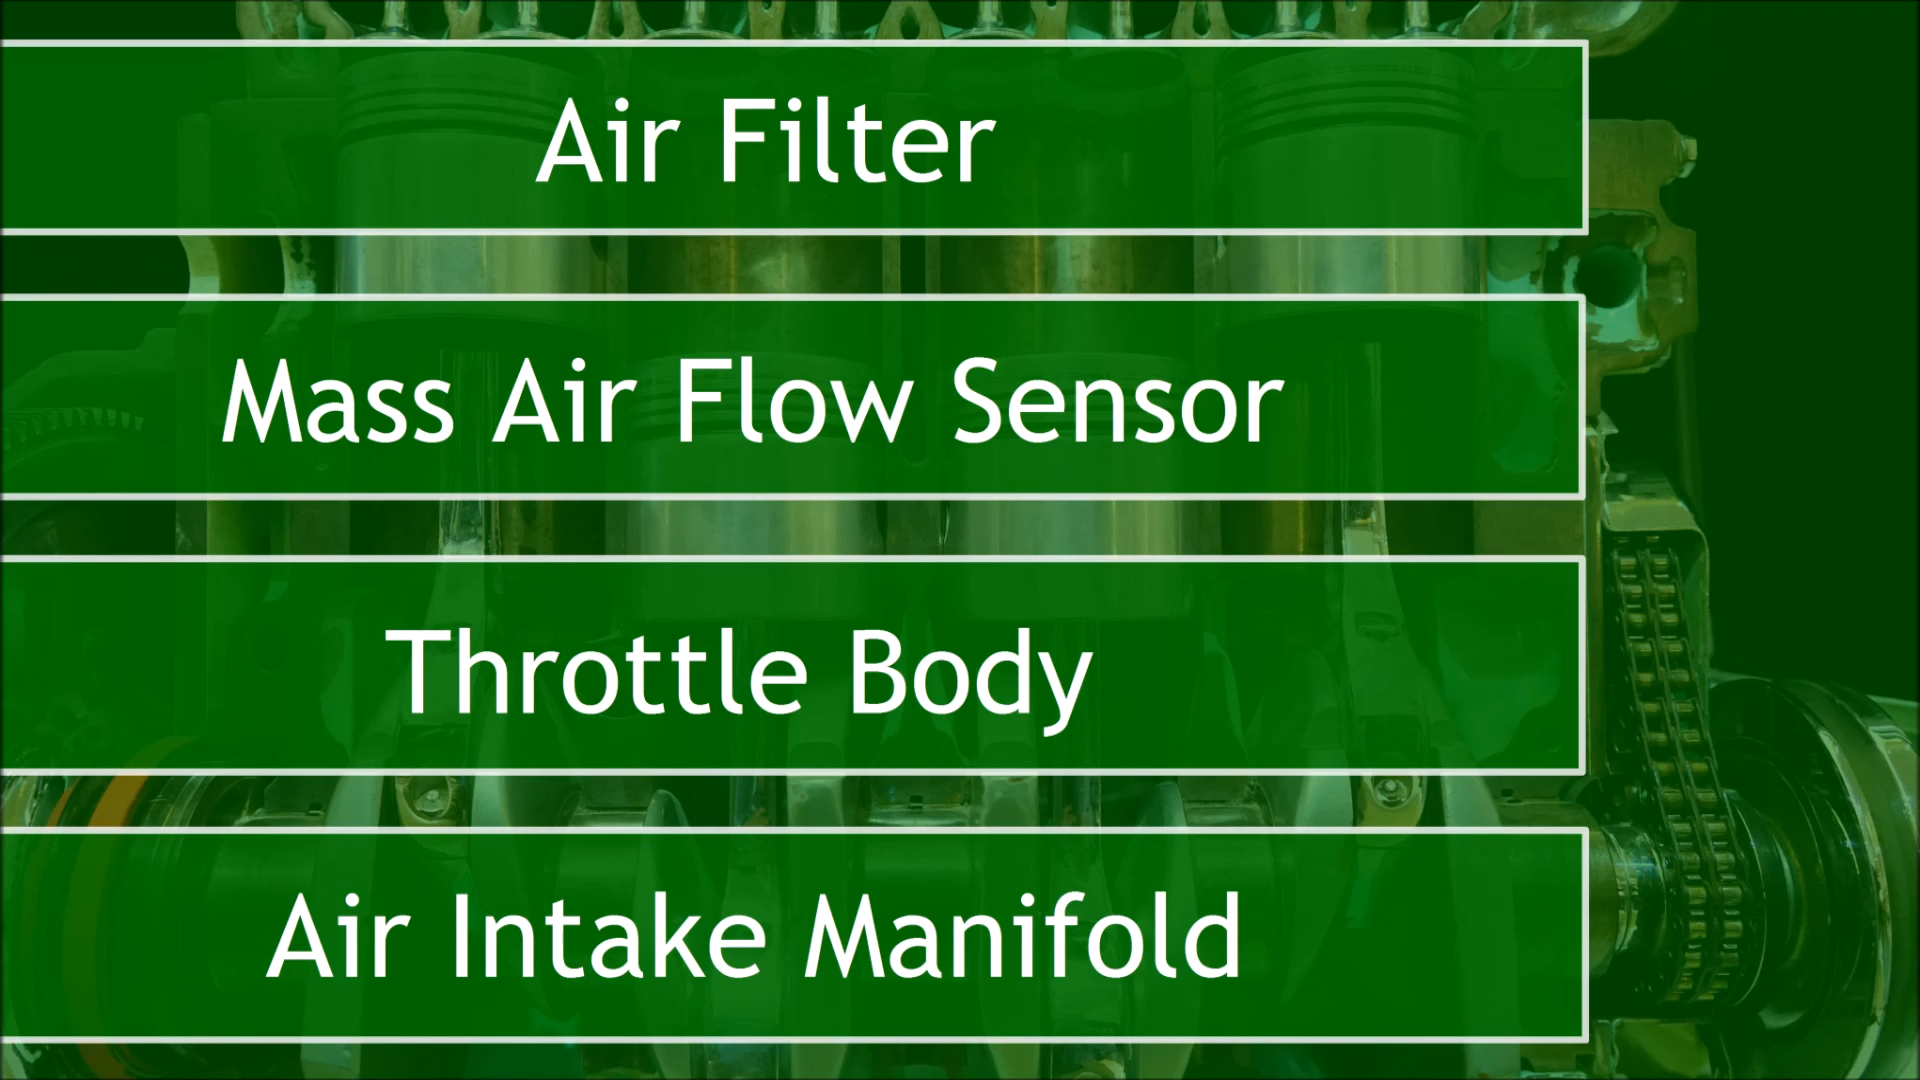 Air Filter
Mass Air Flow Sensor
Throttle Body
Air Intake Manifold